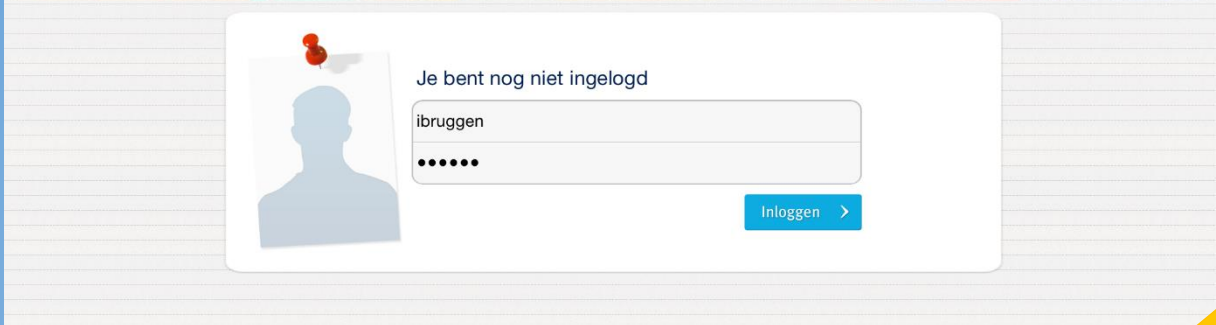 Je bent nog niet ingelogd
ibruggen
••••••
Inloggen